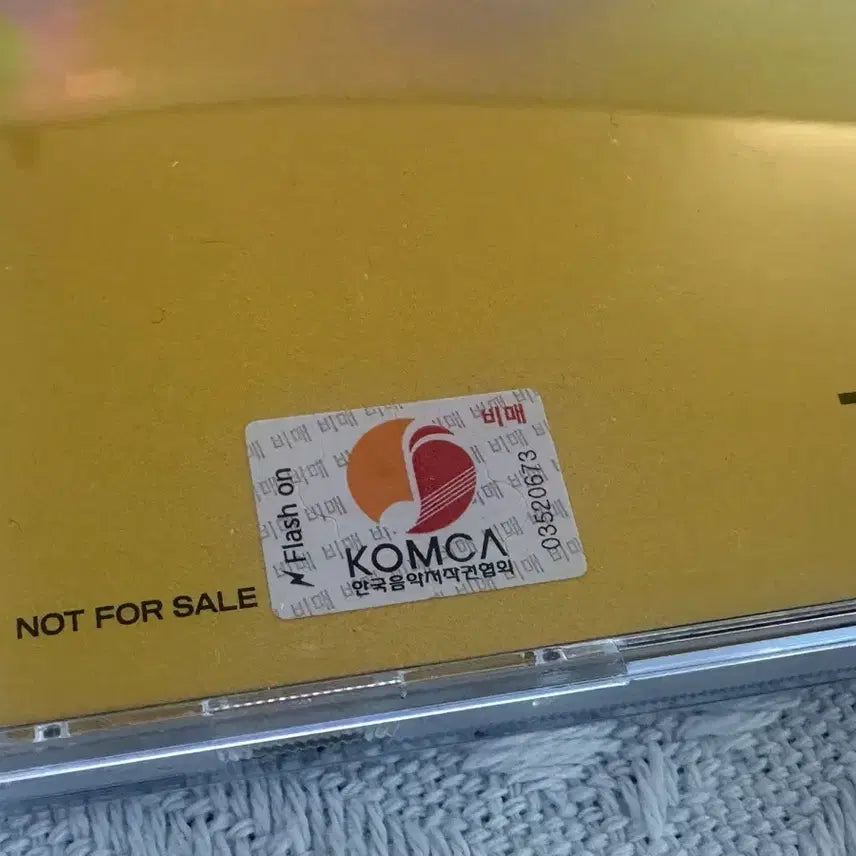 비매
Flash on
03520673
KOMCA
한국음악저작권협회
NOT FOR SALE